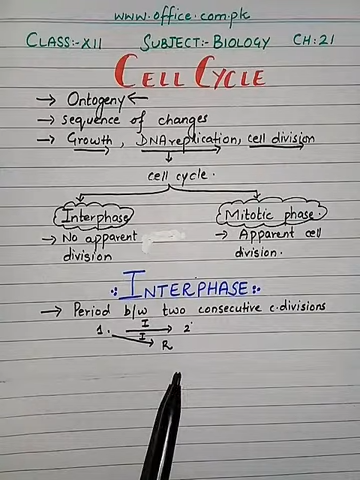 www.office.com.pk
CLASS:-XII SUBJECT:-BIOLOGY CH:21
CELL CYCLE
→ Ontogeny ←
→ sequence of changes
→ Growth, DNA replication, cell division
cell cycle.
Interphase Mitotic phase.
→ No apparent division → Apparent cell division.
:INTERPHASE:
→ Period b/w two consecutive c.divisions
1. I → 2
I → R